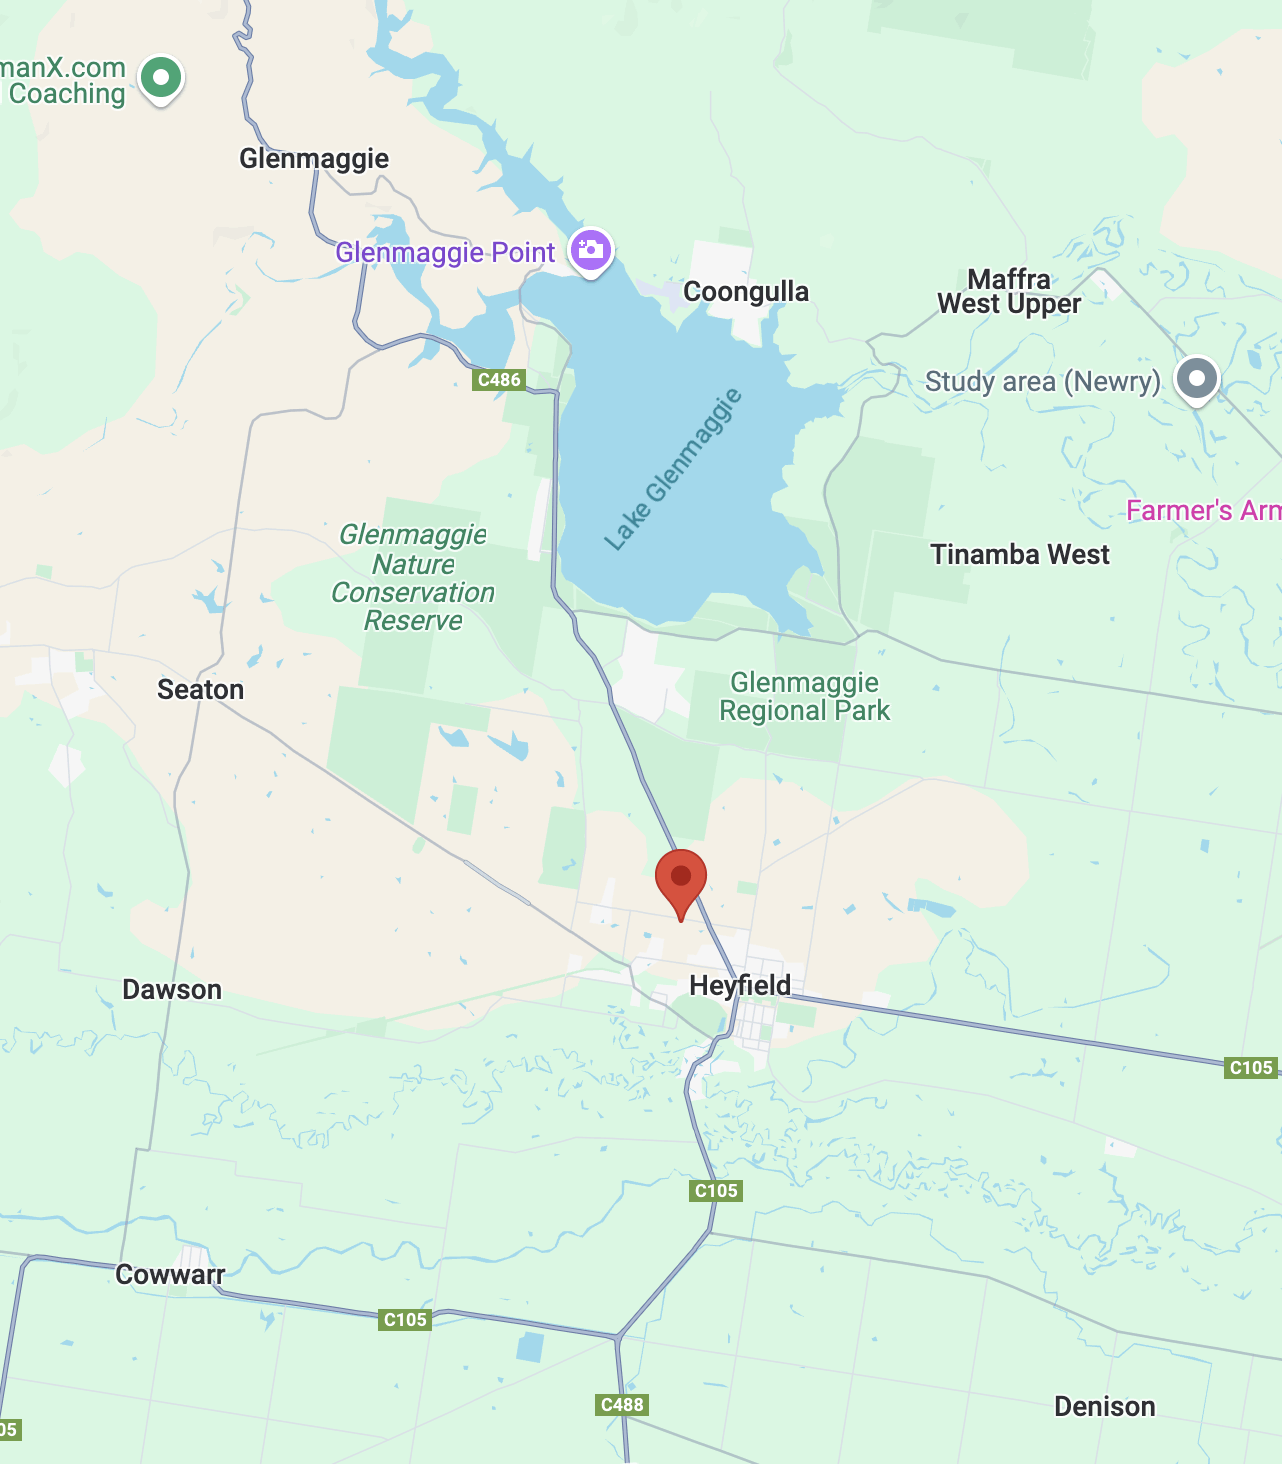 manX.com
Coaching
Glenmaggie
Glenmaggie Point
Coongulla
Maffra
West Upper
C486
Study area (Newry)
Lake Glenmaggie
Farmer's Arm
Glenmaggie
Nature
Conservation
Reserve
Tinamba West
Seaton
Glenmaggie
Regional Park
Dawson
Heyfield
C105
C105
Cowwarr
C105
C488
Denison
05